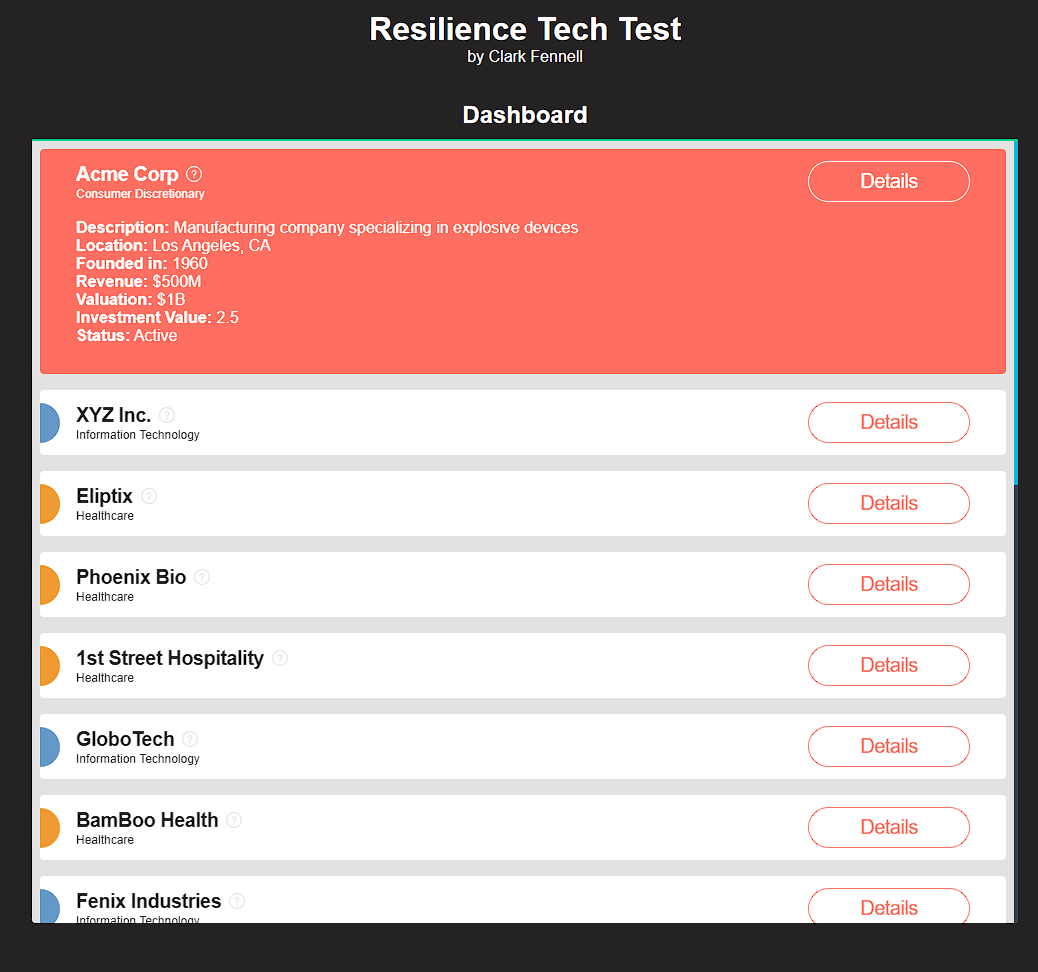 Resilience Tech Test
by Clark Fennell
Dashboard
Acme Corp ?
Details
Consumer Discretionary
Description: Manufacturing company specializing in explosive devices
Location: Los Angeles, CA
Founded in: 1960
Revenue: $500M
Valuation: $1B
Investment Value: 2.5
Status: Active
XYZ Inc. ?
Details
Information Technology
Eliptix ?
Details
Healthcare
Phoenix Bio ?
Details
Healthcare
1st Street Hospitality ?
Details
Healthcare
GloboTech ?
Details
Information Technology
BamBoo Health ?
Details
Healthcare
Fenix Industries ?
Details
Information Technology